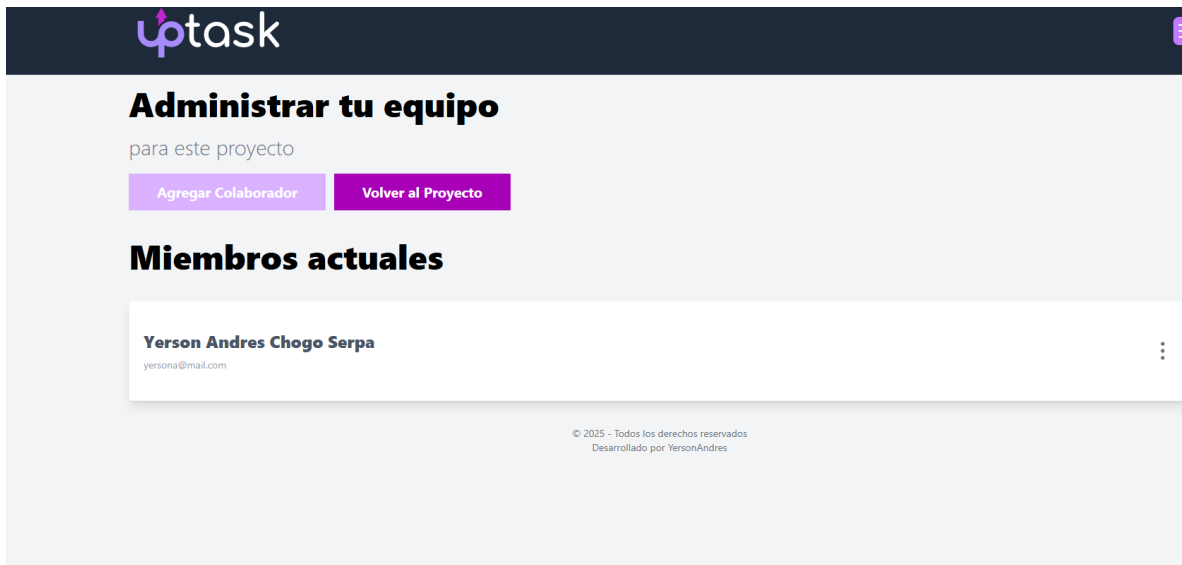 uptask
Administrar tu equipo
para este proyecto
Agregar Colaborador
Volver al Proyecto
Miembros actuales
Yerson Andres Chogo Serpa
yersona@mail.com
© 2025 - Todos los derechos reservados
Desarrollado por YersonAndres